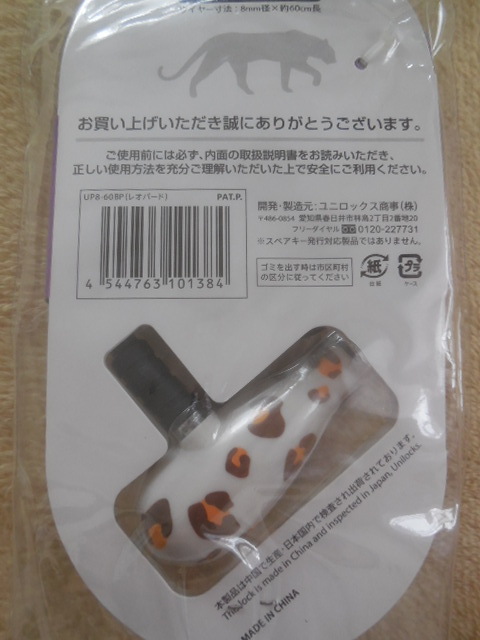 ワイヤー寸法：8mm径×約60cm長
お買い上げいただき誠にありがとうございます。
ご使用前には必ず、内面の取扱説明書をお読みいただき、
正しい使用方法を充分ご理解いただいた上で安全にご利用ください。
UP8-60BP(レオパード) PAT.P.
4 544763 101384
開発・製造元：ユニロックス商事(株)
〒486-0854 愛知県春日井市林島2丁目2番地20
フリーダイヤル 0120-227731
※スペアキー発行対応製品ではありません。
ゴミを出す時は市区町村
の区分に従ってください
紙
台紙
プラ
ケース
本製品は中国で生産・日本国内で検査され出荷されております。
This lock is made in China and inspected in Japan, Unilocks.
MADE IN CHINA